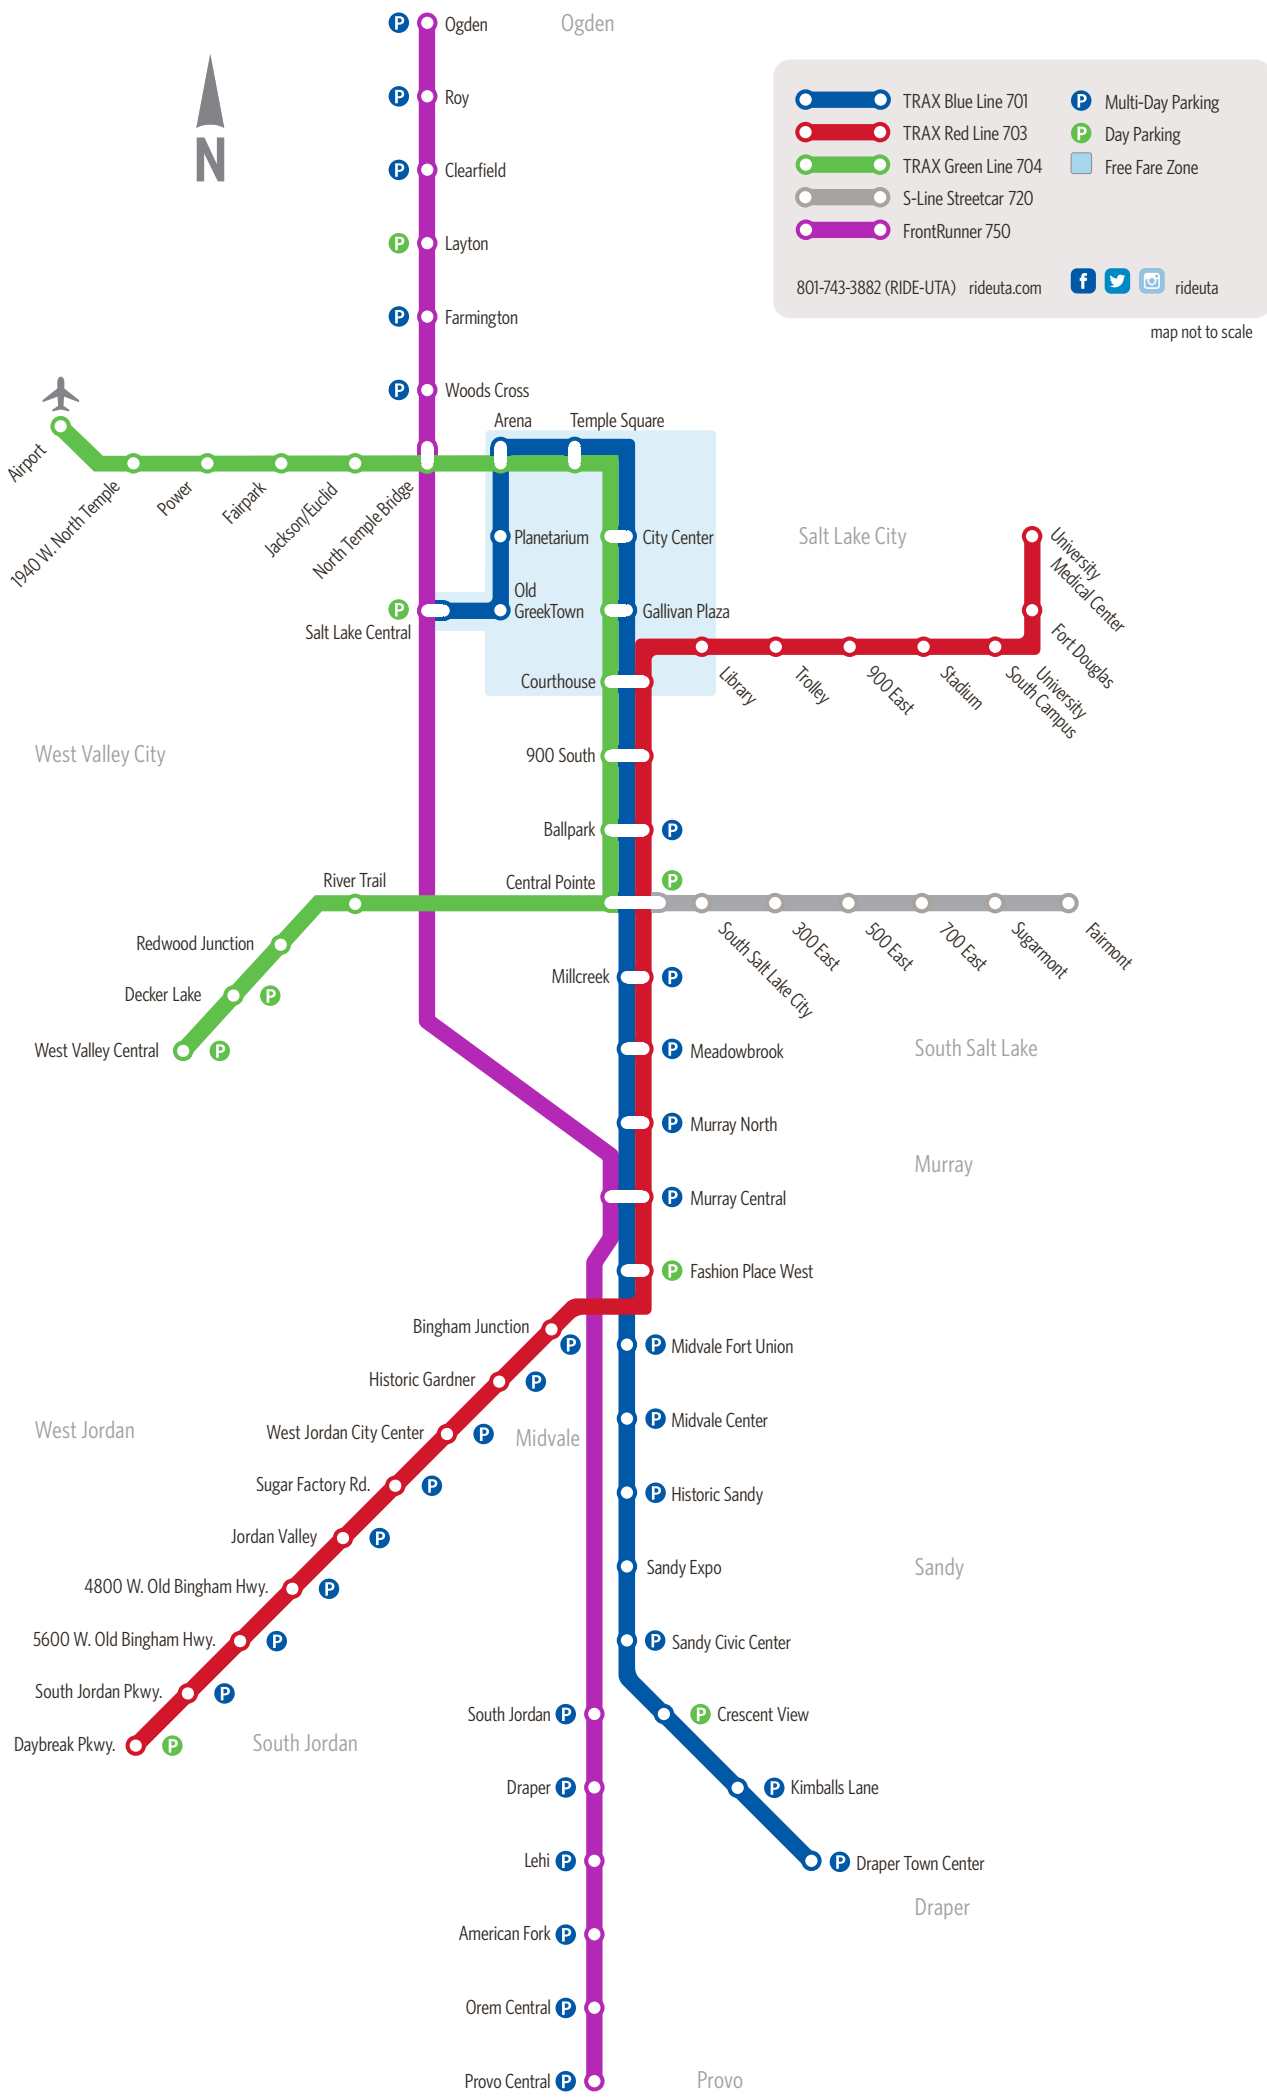 P Ogden
Ogden
P Roy
P Clearfield
P Layton
P Farmington
P Woods Cross
N
TRAX Blue Line 701
TRAX Red Line 703
TRAX Green Line 704
S-Line Streetcar 720
FrontRunner 750
P Multi-Day Parking
P Day Parking
Free Fare Zone
801-743-3882 (RIDE-UTA) rideuta.com
f rideuta
map not to scale
Arena
Temple Square
Airport
1940 W. North Temple
Power
Fairpark
Jackson/Euclid
North Temple Bridge
Planetarium
City Center
Salt Lake City
Old
GreekTown
Gallivan Plaza
P
Salt Lake Central
Courthouse
University
Medical Center
Fort Douglas
University
South Campus
Stadium
900 East
Trolley
Library
West Valley City
900 South
Ballpark P
Central Pointe P
River Trail
Redwood Junction
Decker Lake P
West Valley Central P
South Salt Lake City
300 East
500 East
700 East
Sugarmont
Fairmont
Millcreek P
P Meadowbrook
South Salt Lake
P Murray North
Murray
P Murray Central
P Fashion Place West
Bingham Junction P
P Midvale Fort Union
Historic Gardner P
P Midvale Center
West Jordan
West Jordan City Center P
Midvale
Sugar Factory Rd. P
P Historic Sandy
Jordan Valley P
Sandy Expo
Sandy
4800 W. Old Bingham Hwy. P
5600 W. Old Bingham Hwy. P
P Sandy Civic Center
South Jordan Pkwy. P
South Jordan P
P Crescent View
Daybreak Pkwy. P
South Jordan
Draper P
P Kimballs Lane
Lehi P
P Draper Town Center
Draper
American Fork P
Orem Central P
Provo Central P
Provo